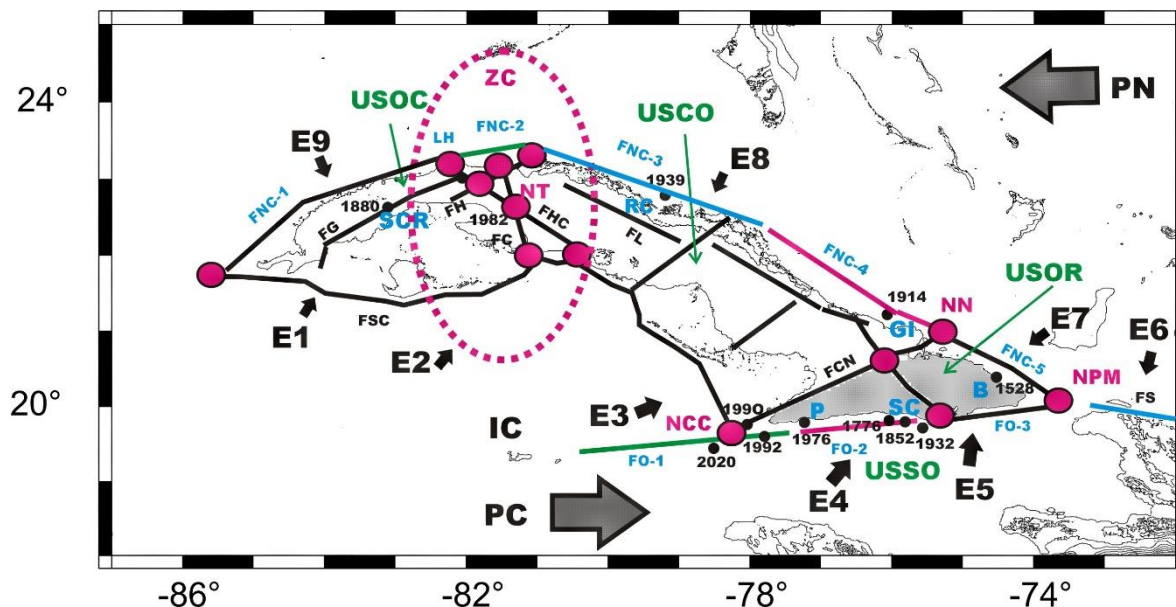 ZC
PN
24°
USOC
USCO
LH
FNC-2
E9
FNC-3
E8
1939
RC
FNC-1
1880
SCR
NT
FH
1982
FHC
FG
FL
FC
FNC-4
USOR
1914
NN
GI
E7
E1
FSC
E2
FNC-5
E6
20°
FCN
B
1528
NPM
FS
E3
1990
P
SC
IC
NCC
1776
FO-3
1992
1976
1852
1932
FO-1
2020
FO-2
USSO
E4
E5
PC
-86°
-82°
-78°
-74°